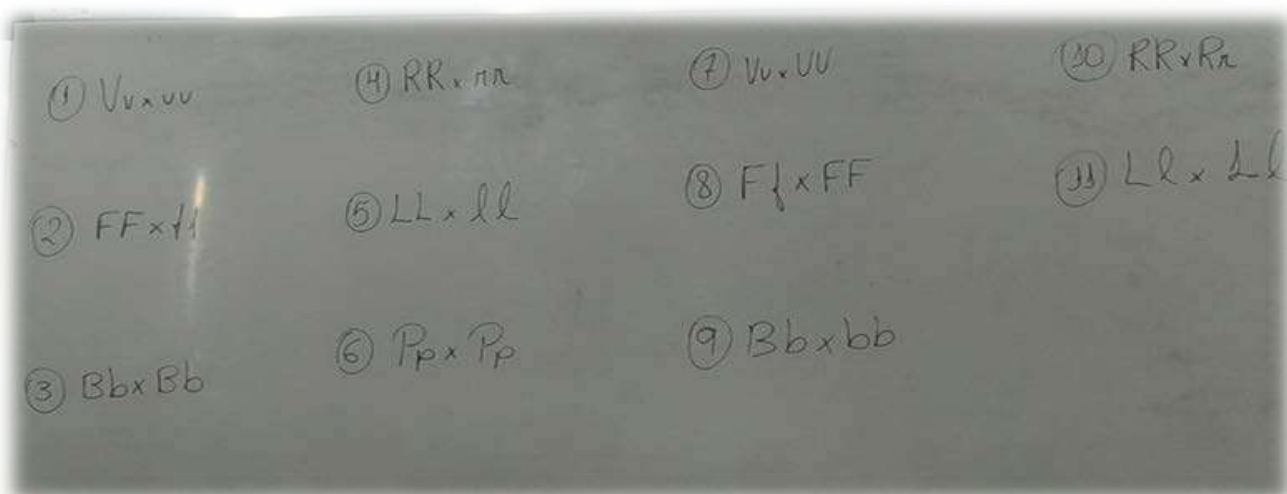 ① Vv x vv
② FF x ff
③ Bb x Bb
④ RR x rr
⑤ LL x ll
⑥ Pp x Pp
⑦ Vv x VV
⑧ Ff x FF
⑨ Bb x bb
⑩ RR x Rr
⑪ Ll x Ll